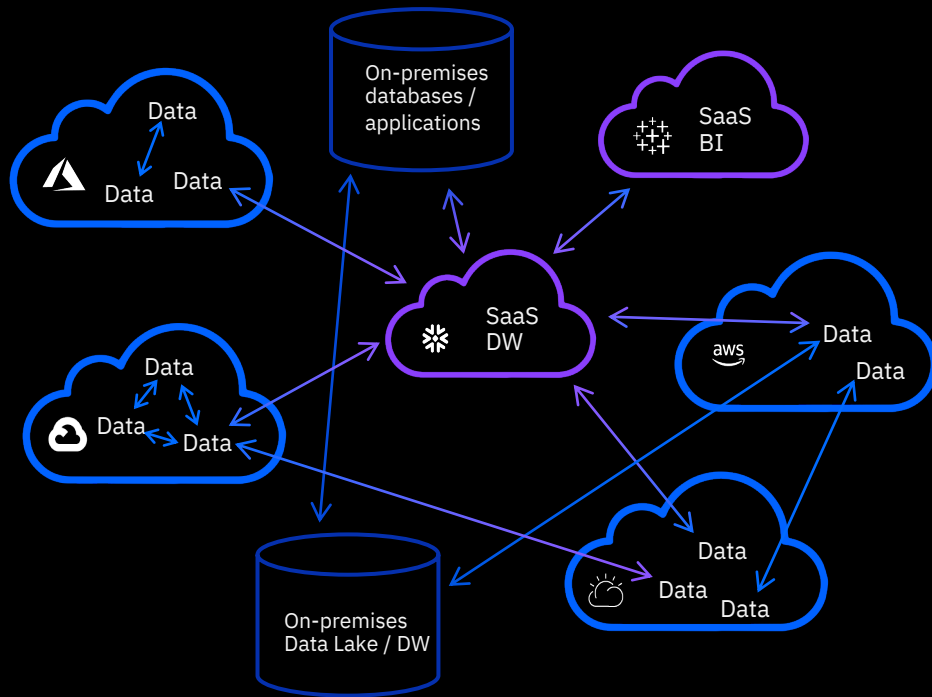 On-premises
databases /
applications
SaaS
BI
Data
Data
Data
SaaS
DW
aws
Data
Data
Data
Data
Data
Data
Data
Data
On-premises
Data Lake / DW